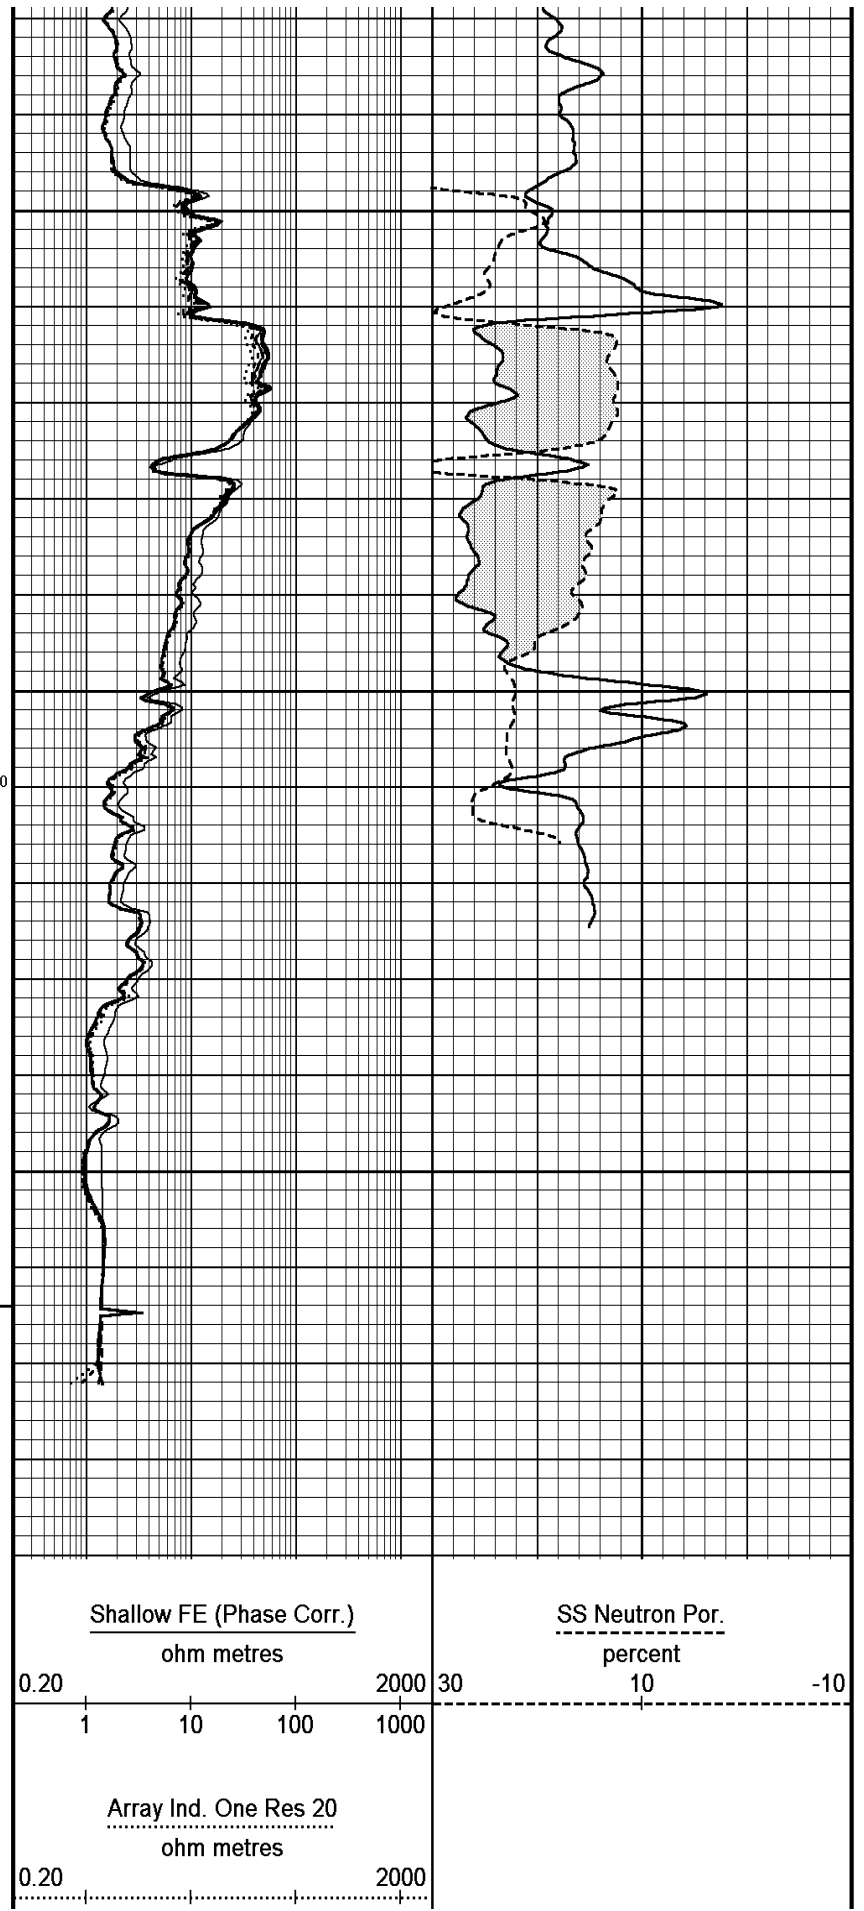 0
Shallow FE (Phase Corr.)
ohm metres
0.20 2000
1 10 100 1000
SS Neutron Por.
percent
30 10 -10
Array Ind. One Res 20
ohm metres
0.20 2000